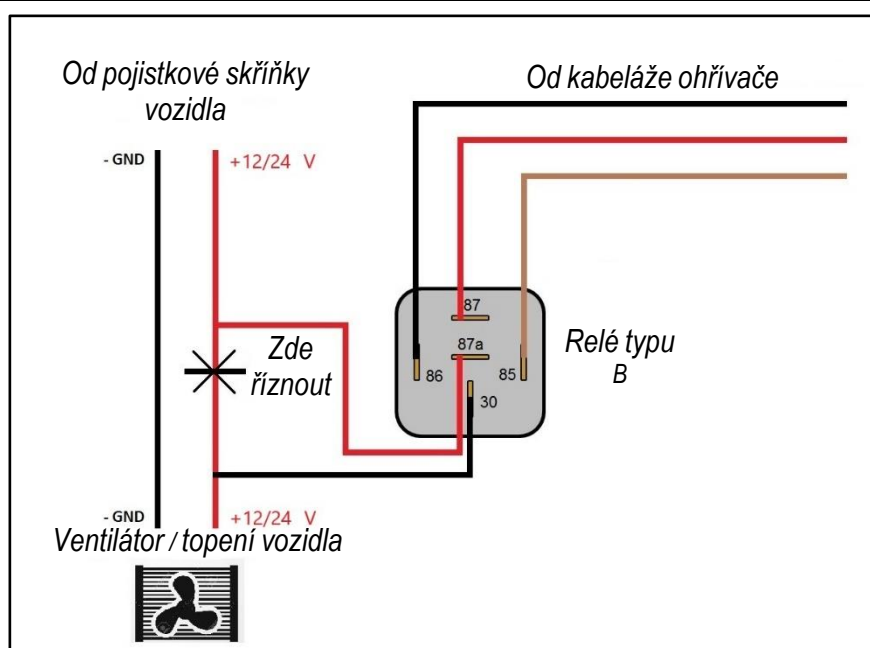 Od pojistkové skříňky
vozidla
Od kabeláže ohřívače
- GND
+12/24 V
87
87a
86
85
30
Zde
říznout
Relé typu
B
- GND
+12/24 V
Ventilátor / topení vozidla